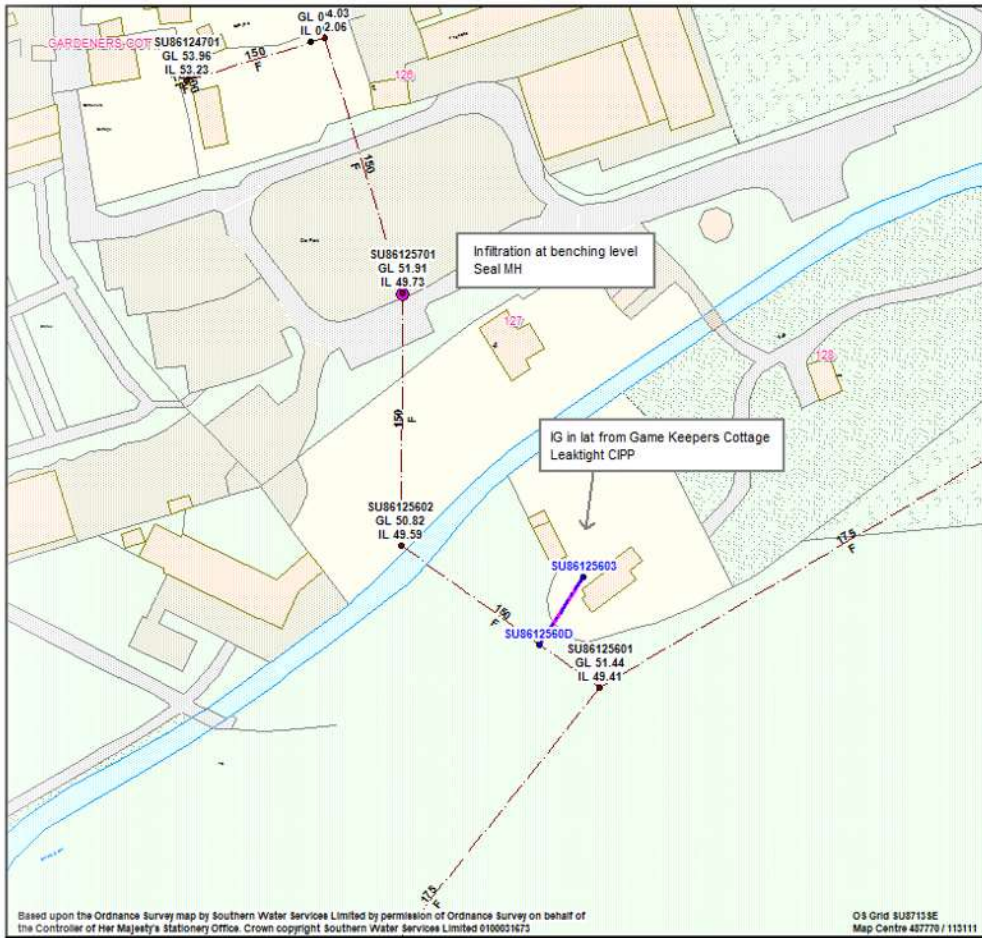 GARDENERS COT
SU86124701
GL 53.96
IL 53.23
GL 0
IL 0
4.03
2.06
150
F
126
150
F
Car Park
SU86125701
GL 51.91
IL 49.73
Infiltration at benching level
Seal MH
127
128
150
F
IG in lat from Game Keepers Cottage
Leaktight CIPP
SU86125602
GL 50.82
IL 49.59
175
F
SU86125603
150
F
SU8612560D
SU86125601
GL 51.44
IL 49.41
175
F
Based upon the Ordnance Survey map by Southern Water Services Limited by permission of Ordnance Survey on behalf of
the Controller of Her Majesty's Stationery Office. Crown copyright Southern Water Services Limited 0100031673
OS Grid SU8713SE
Map Centre 487770 / 113111